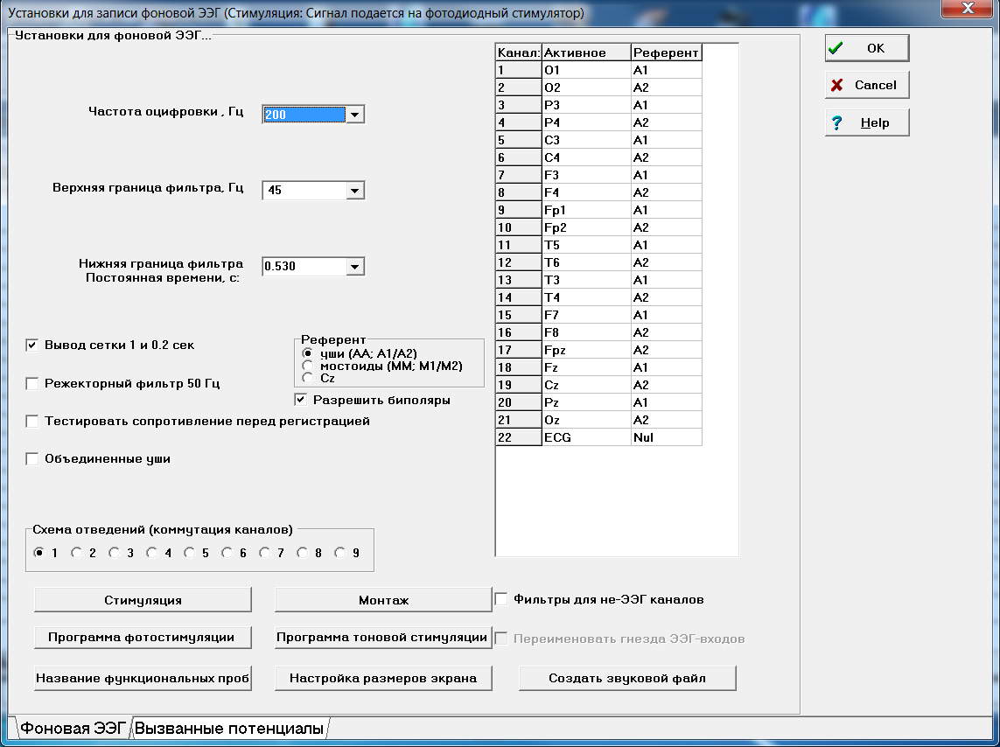 Установки для записи фоновой ЭЭГ (Стимуляция: Сигнал подается на фотодиодный стимулятор)
Установки для фоновой ЭЭГ...
Частота оцифровки , Гц
200
Верхняя граница фильтра, Гц
45
Нижняя граница фильтра
Постоянная времени, с:
0.530
Вывод сетки 1 и 0.2 сек
Режекторный фильтр 50 Гц
Тестировать сопротивление перед регистрацией
Объединенные уши
Референт
уши (AA; A1/A2)
мостоиды (MM; M1/M2)
Cz
Разрешить биполяры
Канал: Активное Референт
1 O1 A1
2 O2 A2
3 P3 A1
4 P4 A2
5 C3 A1
6 C4 A2
7 F3 A1
8 F4 A2
9 Fp1 A1
10 Fp2 A2
11 T5 A1
12 T6 A2
13 T3 A1
14 T4 A2
15 F7 A1
16 F8 A2
17 Fpz A2
18 Fz A1
19 Cz A2
20 Pz A1
21 Oz A2
22 ECG Nul
OK
Cancel
Help
Схема отведений (коммутация каналов)
1 2 3 4 5 6 7 8 9
Стимуляция
Монтаж
Фильтры для не-ЭЭГ каналов
Программа фотостимуляции
Программа тоновой стимуляции
Переименовать гнезда ЭЭГ-входов
Название функциональных проб
Настройка размеров экрана
Создать звуковой файл
Фоновая ЭЭГ
Вызванные потенциалы